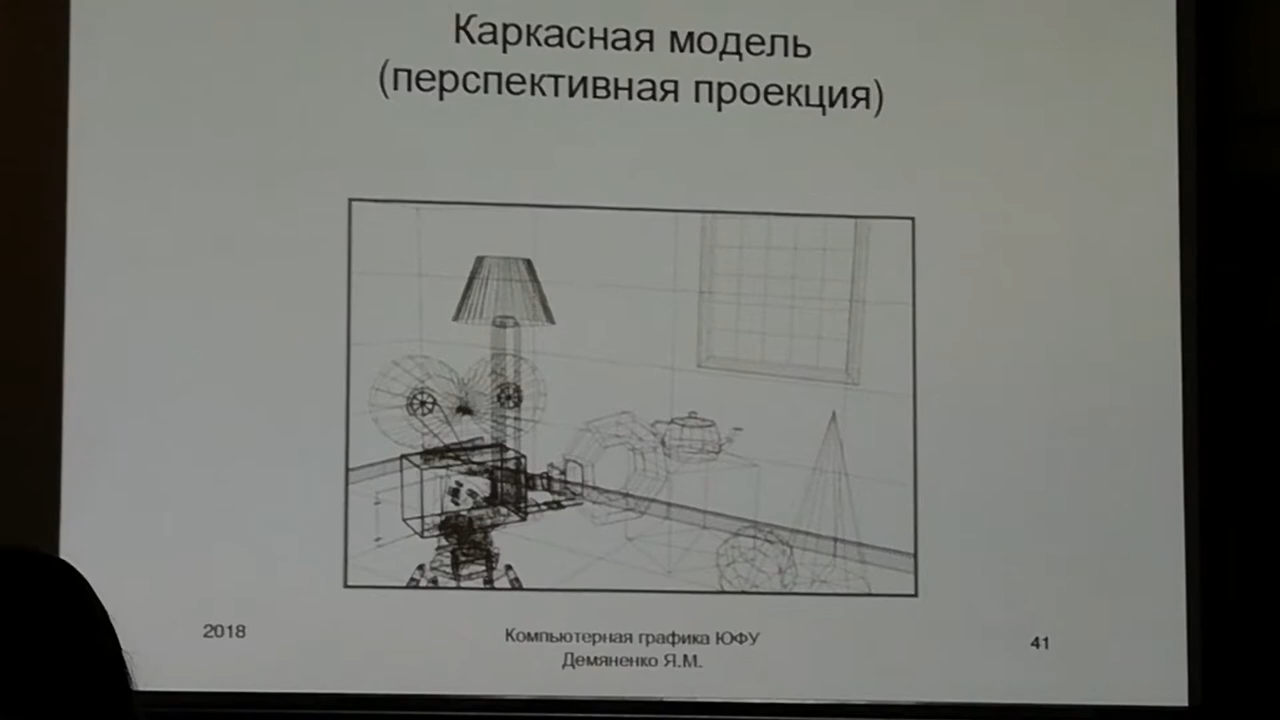 Каркасная модель
(перспективная проекция)
2018
Компьютерная графика ЮФУ
Демяненко Я.М.
41